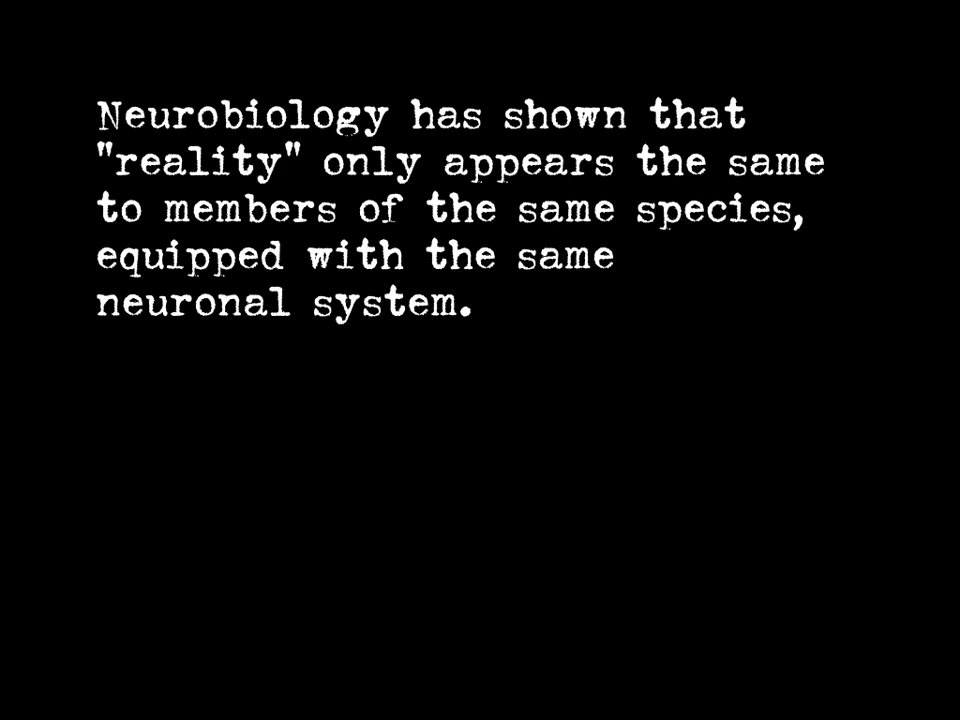 Neurobiology has shown that
"reality" only appears the same
to members of the same species,
equipped with the same
neuronal system.